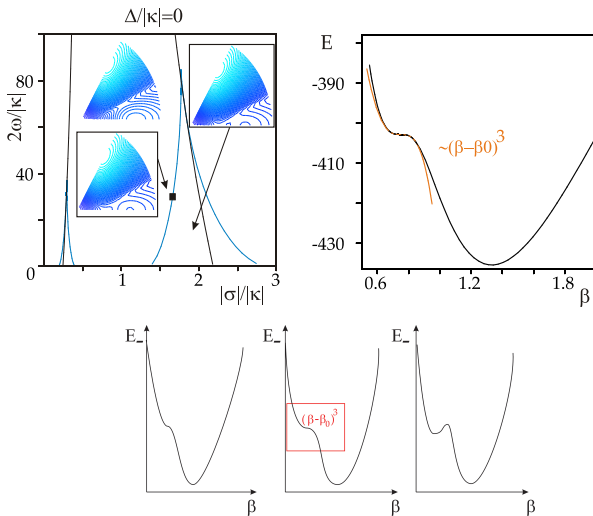 Δ/|κ|=0
2ω/|κ|
80
40
0
1
2
3
|σ|/|κ|
E
-390
-410
-430
~(β−β0)³
0.6
1.2
1.8
β
E₋
β
E₋
(β-β₀)³
β
E₋
β